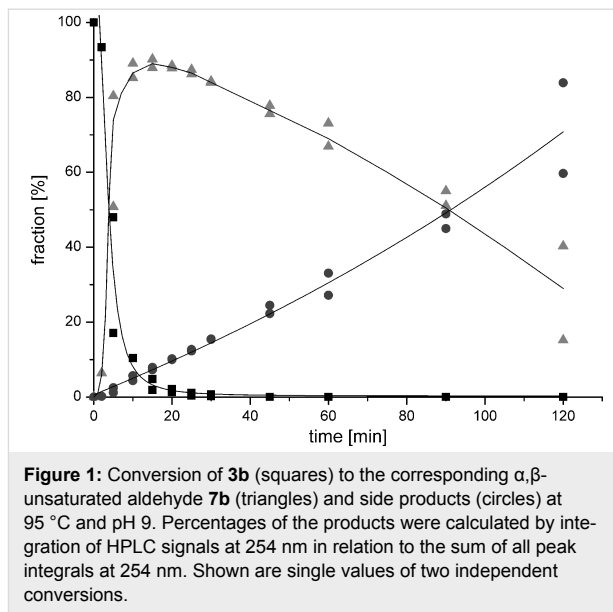 100
80
60
40
20
0
fraction [%]
0 20 40 60 80 100 120
time [min]
Figure 1: Conversion of 3b (squares) to the corresponding α,β-
unsaturated aldehyde 7b (triangles) and side products (circles) at
95 °C and pH 9. Percentages of the products were calculated by inte-
gration of HPLC signals at 254 nm in relation to the sum of all peak
integrals at 254 nm. Shown are single values of two independent
conversions.